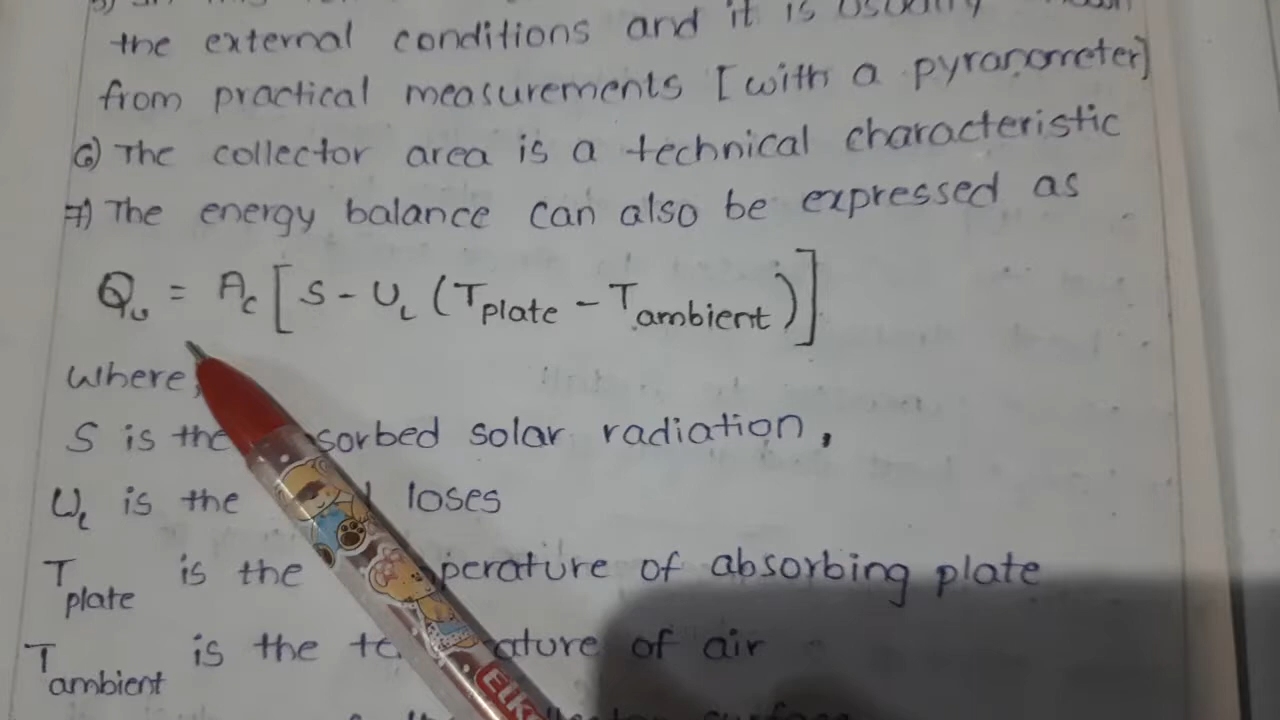 the external conditions and it is usually
from practical measurements [with a pyranometer]
6) The collector area is a technical characteristic
7) The energy balance can also be expressed as
Qu = Ac [S - UL (Tplate - Tambient)]
where,
S is the sorbed solar radiation,
UL is the loses
Tplate is the perature of absorbing plate
Tambient is the te ature of air
ELK